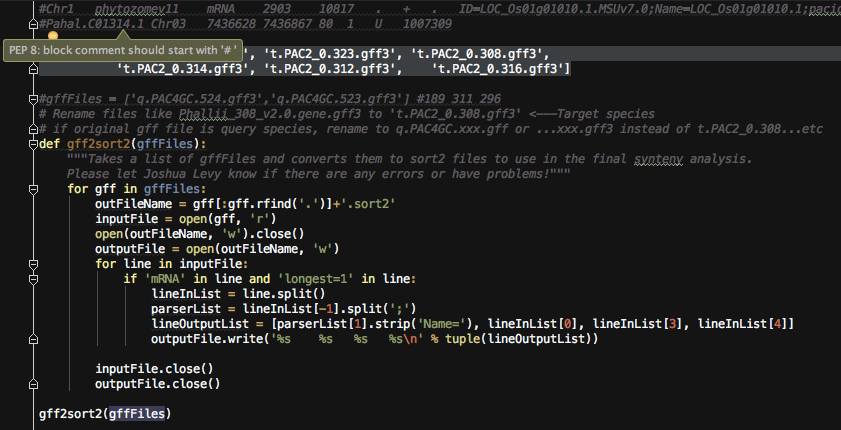 #Chr1   phytozomev11    mRNA    2903    10817   .   +   .   ID=LOC_Os01g01010.1.MSUv7.0;Name=LOC_Os01g01010.1;pacid
#Pahal.C01314.1 Chr03   7436628 7436867 80  1   U   1007309
PEP 8: block comment should start with '# '
', 't.PAC2_0.323.gff3', 't.PAC2_0.308.gff3',
't.PAC2_0.314.gff3', 't.PAC2_0.312.gff3',    't.PAC2_0.316.gff3']
#gffFiles = ['q.PAC4GC.524.gff3','q.PAC4GC.523.gff3'] #189 311 296
# Rename files like Phallii_308_v2.0.gene.gff3 to 't.PAC2_0.308.gff3' <---Target species
# if original gff file is query species, rename to q.PAC4GC.xxx.gff or ...xxx.gff3 instead of t.PAC2_0.308...etc
def gff2sort2(gffFiles):
    """Takes a list of gffFiles and converts them to sort2 files to use in the final synteny analysis.
    Please let Joshua Levy know if there are any errors or have problems!"""
    for gff in gffFiles:
        outFileName = gff[:gff.rfind('.')]+'.sort2'
        inputFile = open(gff, 'r')
        open(outFileName, 'w').close()
        outputFile = open(outFileName, 'w')
        for line in inputFile:
            if 'mRNA' in line and 'longest=1' in line:
                lineInList = line.split()
                parserList = lineInList[-1].split(';')
                lineOutputList = [parserList[1].strip('Name='), lineInList[0], lineInList[3], lineInList[4]]
                outputFile.write('%s    %s   %s   %s\n' % tuple(lineOutputList))
        inputFile.close()
        outputFile.close()
gff2sort2(gffFiles)